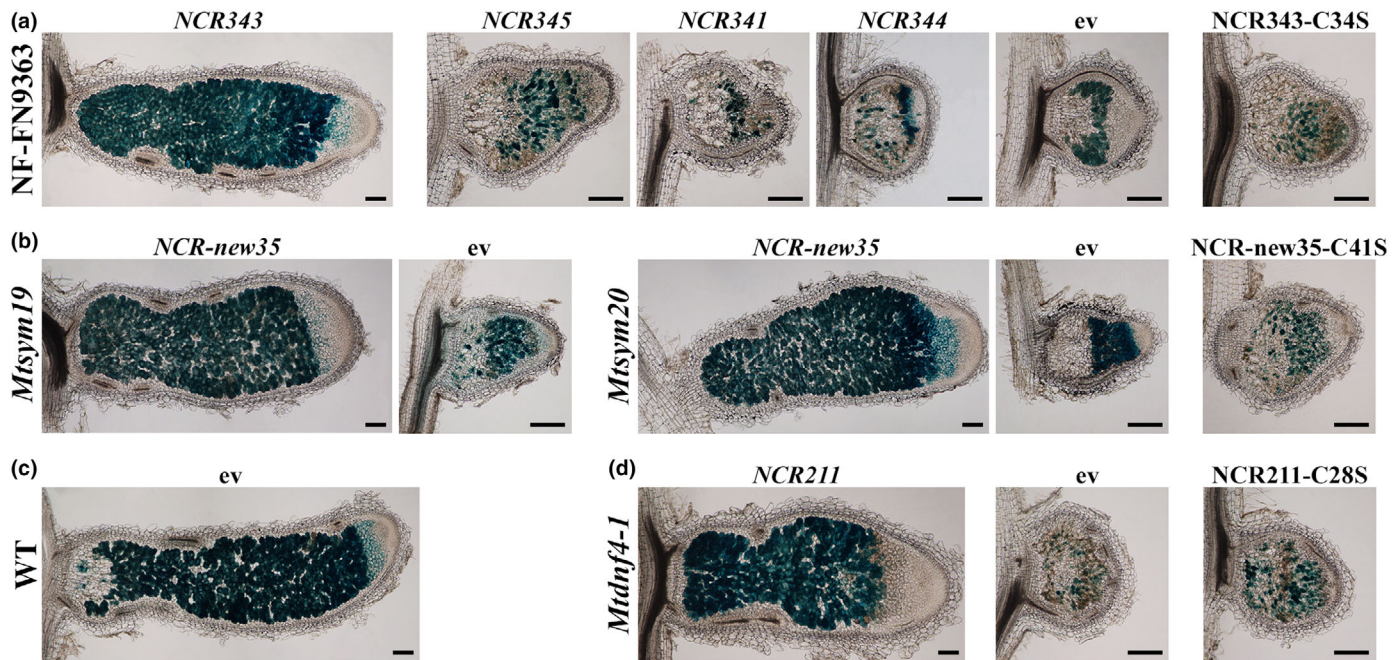 (a)
NCR343 NCR345 NCR341 NCR344 ev NCR343-C34S
NF-FN9363
(b)
NCR-new35 ev NCR-new35 ev NCR-new35-C41S
Mtsym19
Mtsym20
(c) (d)
ev NCR211 ev NCR211-C28S
WT
Mtdnf4-1